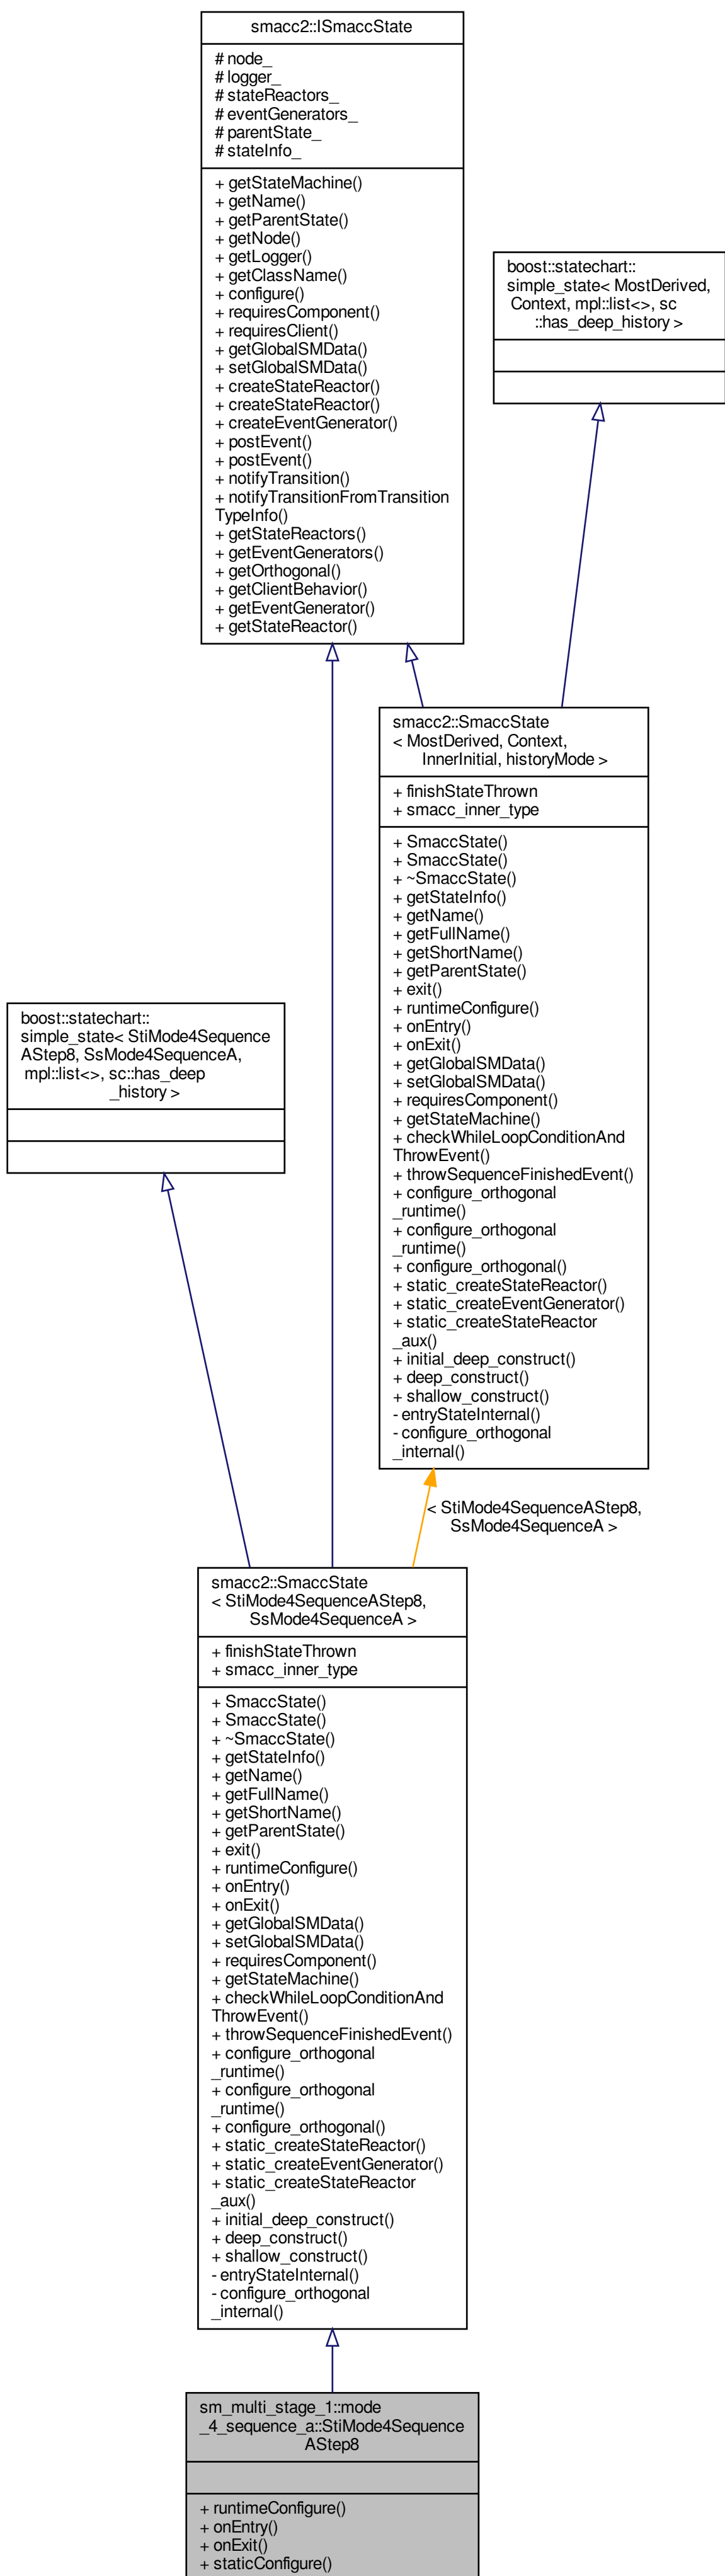 smacc2::ISmaccState
# node_
# logger_
# stateReactors_
# eventGenerators_
# parentState_
# stateInfo_
+ getStateMachine()
+ getName()
+ getParentState()
+ getNode()
+ getLogger()
+ getClassName()
+ configure()
+ requiresComponent()
+ requiresClient()
+ getGlobalSMData()
+ setGlobalSMData()
+ createStateReactor()
+ createStateReactor()
+ createEventGenerator()
+ postEvent()
+ postEvent()
+ notifyTransition()
+ notifyTransitionFromTransition
TypeInfo()
+ getStateReactors()
+ getEventGenerators()
+ getOrthogonal()
+ getClientBehavior()
+ getEventGenerator()
+ getStateReactor()
boost::statechart::
simple_state< MostDerived,
Context, mpl::list<>, sc
::has_deep_history >
smacc2::SmaccState
< MostDerived, Context,
InnerInitial, historyMode >
+ finishStateThrown
+ smacc_inner_type
+ SmaccState()
+ SmaccState()
+ ~SmaccState()
+ getStateInfo()
+ getName()
+ getFullName()
+ getShortName()
+ getParentState()
+ exit()
+ runtimeConfigure()
+ onEntry()
+ onExit()
+ getGlobalSMData()
+ setGlobalSMData()
+ requiresComponent()
+ getStateMachine()
+ checkWhileLoopConditionAnd
ThrowEvent()
+ throwSequenceFinishedEvent()
+ configure_orthogonal
_runtime()
+ configure_orthogonal
_runtime()
+ configure_orthogonal()
+ static_createStateReactor()
+ static_createEventGenerator()
+ static_createStateReactor
_aux()
+ initial_deep_construct()
+ deep_construct()
+ shallow_construct()
- entryStateInternal()
- configure_orthogonal
_internal()
boost::statechart::
simple_state< StiMode4Sequence
AStep8, SsMode4SequenceA,
mpl::list<>, sc::has_deep
_history >
< StiMode4SequenceAStep8,
SsMode4SequenceA >
smacc2::SmaccState
< StiMode4SequenceAStep8,
SsMode4SequenceA >
+ finishStateThrown
+ smacc_inner_type
+ SmaccState()
+ SmaccState()
+ ~SmaccState()
+ getStateInfo()
+ getName()
+ getFullName()
+ getShortName()
+ getParentState()
+ exit()
+ runtimeConfigure()
+ onEntry()
+ onExit()
+ getGlobalSMData()
+ setGlobalSMData()
+ requiresComponent()
+ getStateMachine()
+ checkWhileLoopConditionAnd
ThrowEvent()
+ throwSequenceFinishedEvent()
+ configure_orthogonal
_runtime()
+ configure_orthogonal
_runtime()
+ configure_orthogonal()
+ static_createStateReactor()
+ static_createEventGenerator()
+ static_createStateReactor
_aux()
+ initial_deep_construct()
+ deep_construct()
+ shallow_construct()
- entryStateInternal()
- configure_orthogonal
_internal()
sm_multi_stage_1::mode
_4_sequence_a::StiMode4Sequence
AStep8
+ runtimeConfigure()
+ onEntry()
+ onExit()
+ staticConfigure()